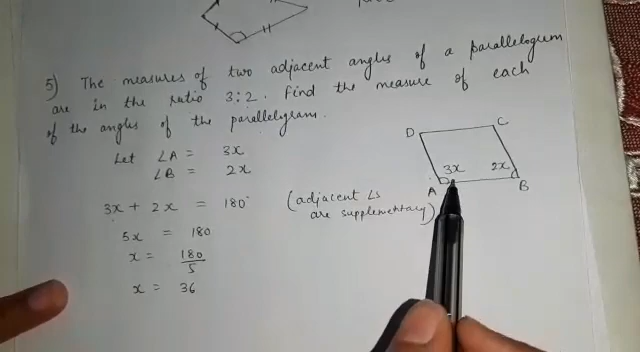 5) The measures of two adjacent angles of a parallelogram
are in the ratio 3:2. Find the measure of each
of the angles of the parallelogram.
Let ∠A = 3x
∠B = 2x
3x + 2x = 180° (adjacent ∠s
are supplementary)
5x = 180
x = 180/5
x = 36
D C
3x 2x
A B